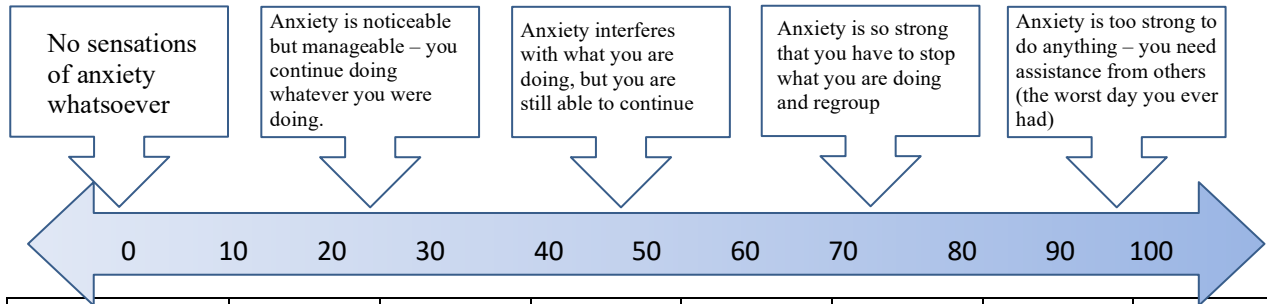 No sensations
of anxiety
whatsoever
Anxiety is noticeable
but manageable – you
continue doing
whatever you were
doing.
Anxiety interferes
with what you are
doing, but you are
still able to continue
Anxiety is so strong
that you have to stop
what you are doing
and regroup
Anxiety is too strong to
do anything – you need
assistance from others
(the worst day you ever
had)
0 10 20 30 40 50 60 70 80 90 100